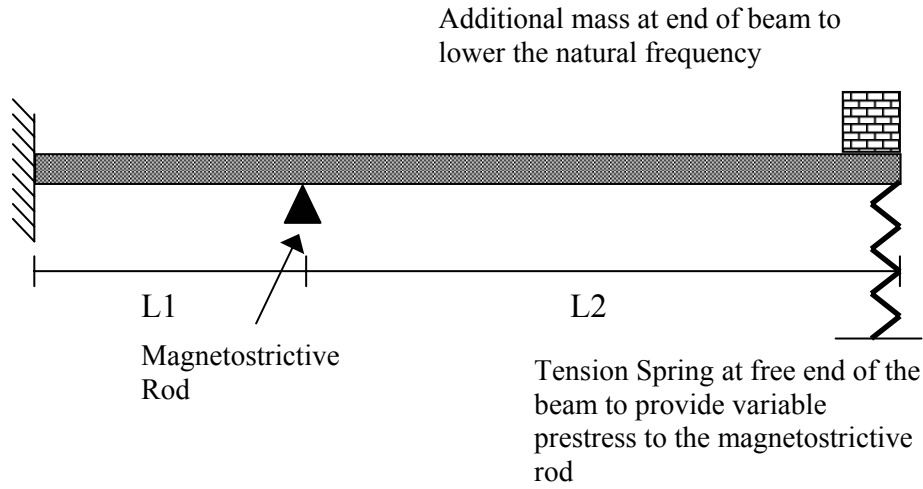 Additional mass at end of beam to
lower the natural frequency
L1
L2
Magnetostrictive
Rod
Tension Spring at free end of the
beam to provide variable
prestress to the magnetostrictive
rod